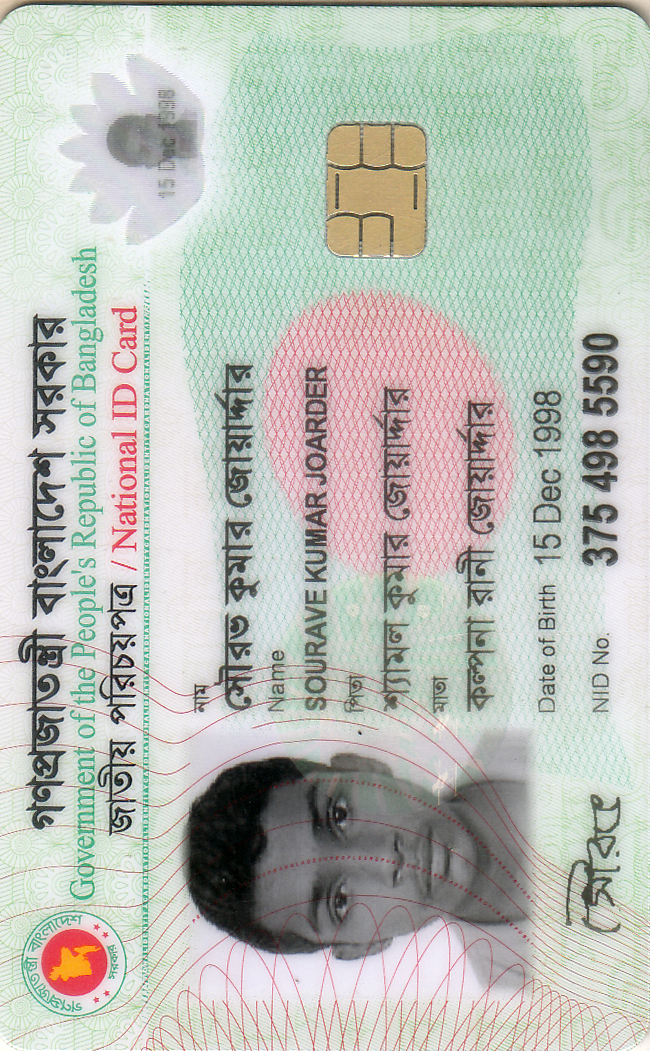 গণপ্রজাতন্ত্রী বাংলাদেশ সরকার
Government of the People's Republic of Bangladesh
জাতীয় পরিচয়পত্র / National ID Card
গণপ্রজাতন্ত্রী বাংলাদেশ
সরকার
15 Dec 1998
নাম
সৌরভ কুমার জোয়ার্দ্দার
Name
SOURAVE KUMAR JOARDER
পিতা
শ্যামল কুমার জোয়ার্দ্দার
মাতা
কল্পনা রানী জোয়ার্দ্দার
Date of Birth 15 Dec 1998
NID No. 375 498 5590
সৌরভ